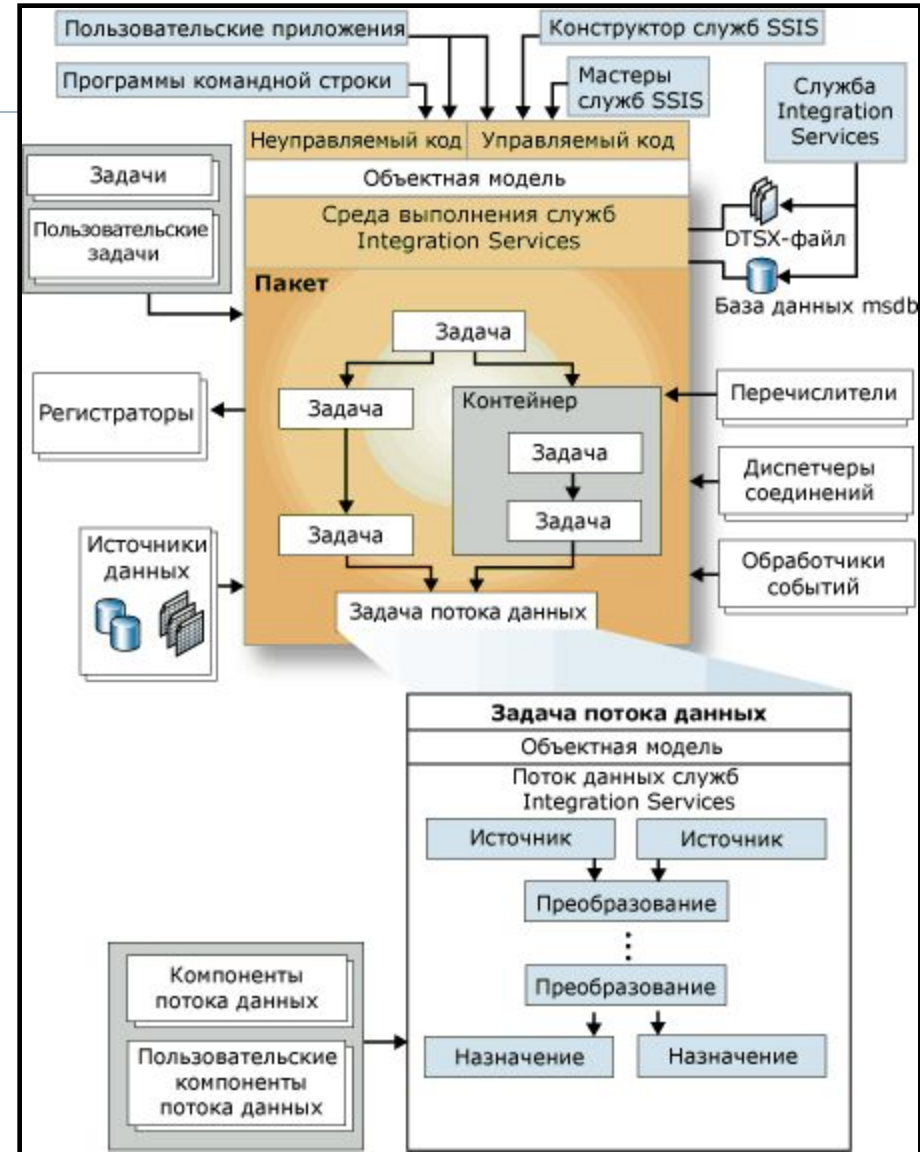 Пользовательские приложения
Конструктор служб SSIS
Программы командной строки
Мастеры
служб SSIS
Служба
Integration
Services
Неуправляемый код
Управляемый код
Объектная модель
Среда выполнения служб
Integration Services
Задачи
Пользовательские
задачи
DTSX-файл
База данных msdb
Пакет
Задача
Задача
Контейнер
Задача
Задача
Задача
Задача потока данных
Регистраторы
Источники
данных
Перечислители
Диспетчеры
соединений
Обработчики
событий
Задача потока данных
Объектная модель
Поток данных служб
Integration Services
Источник
Источник
Преобразование
Преобразование
Назначение
Назначение
Компоненты
потока данных
Пользовательские
компоненты
потока данных